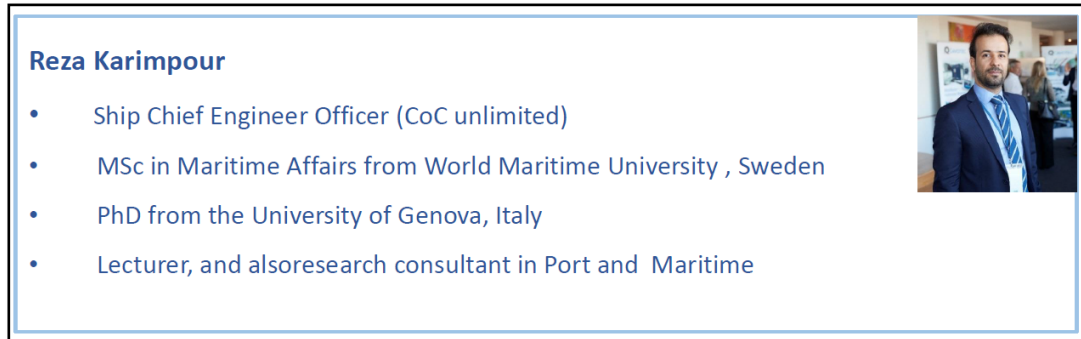 Reza Karimpour
• Ship Chief Engineer Officer (CoC unlimited)
• MSc in Maritime Affairs from World Maritime University , Sweden
• PhD from the University of Genova, Italy
• Lecturer, and alsoresearch consultant in Port and Maritime